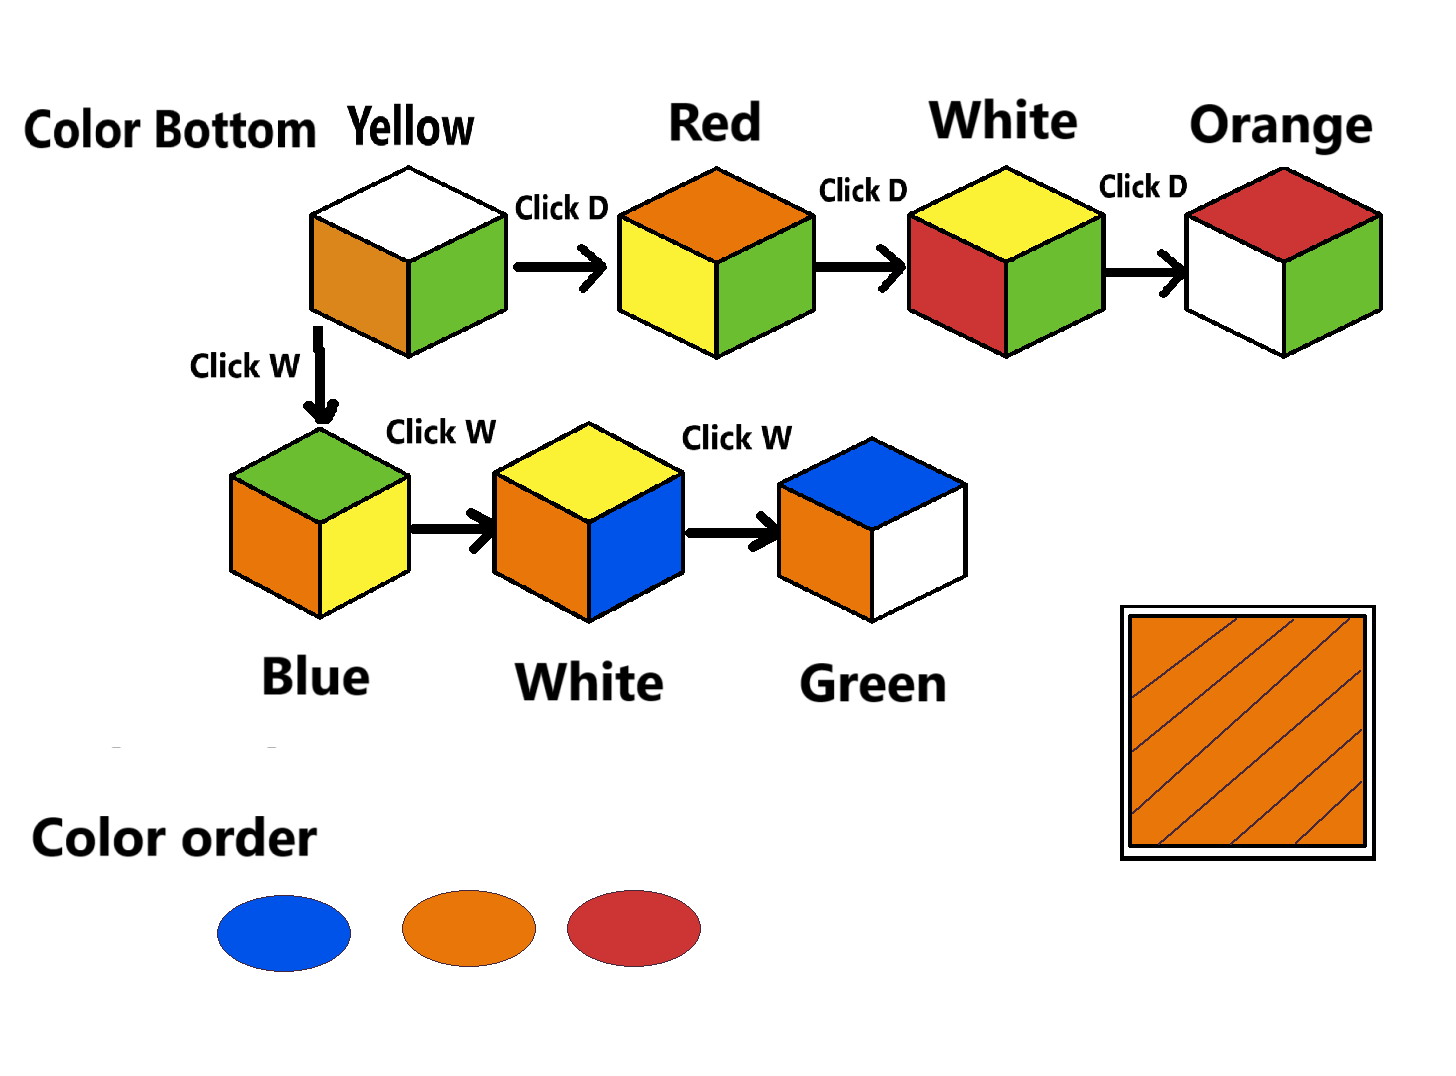 Color Bottom
Yellow
Red
White
Orange
Click D
Click D
Click D
Click W
Click W
Click W
Blue
White
Green
Color order